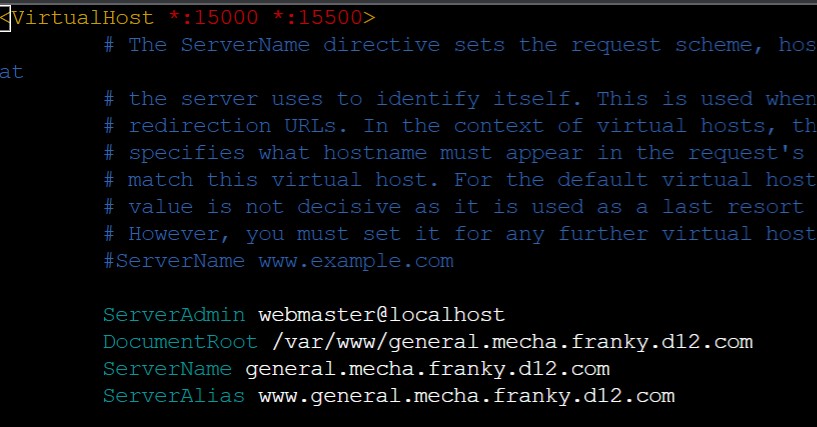 <VirtualHost *:15000 *:15500>
# The ServerName directive sets the request scheme, hos
at
# the server uses to identify itself. This is used when
# redirection URLs. In the context of virtual hosts, th
# specifies what hostname must appear in the request's
# match this virtual host. For the default virtual host
# value is not decisive as it is used as a last resort
# However, you must set it for any further virtual host
#ServerName www.example.com
ServerAdmin webmaster@localhost
DocumentRoot /var/www/general.mecha.franky.d12.com
ServerName general.mecha.franky.d12.com
ServerAlias www.general.mecha.franky.d12.com